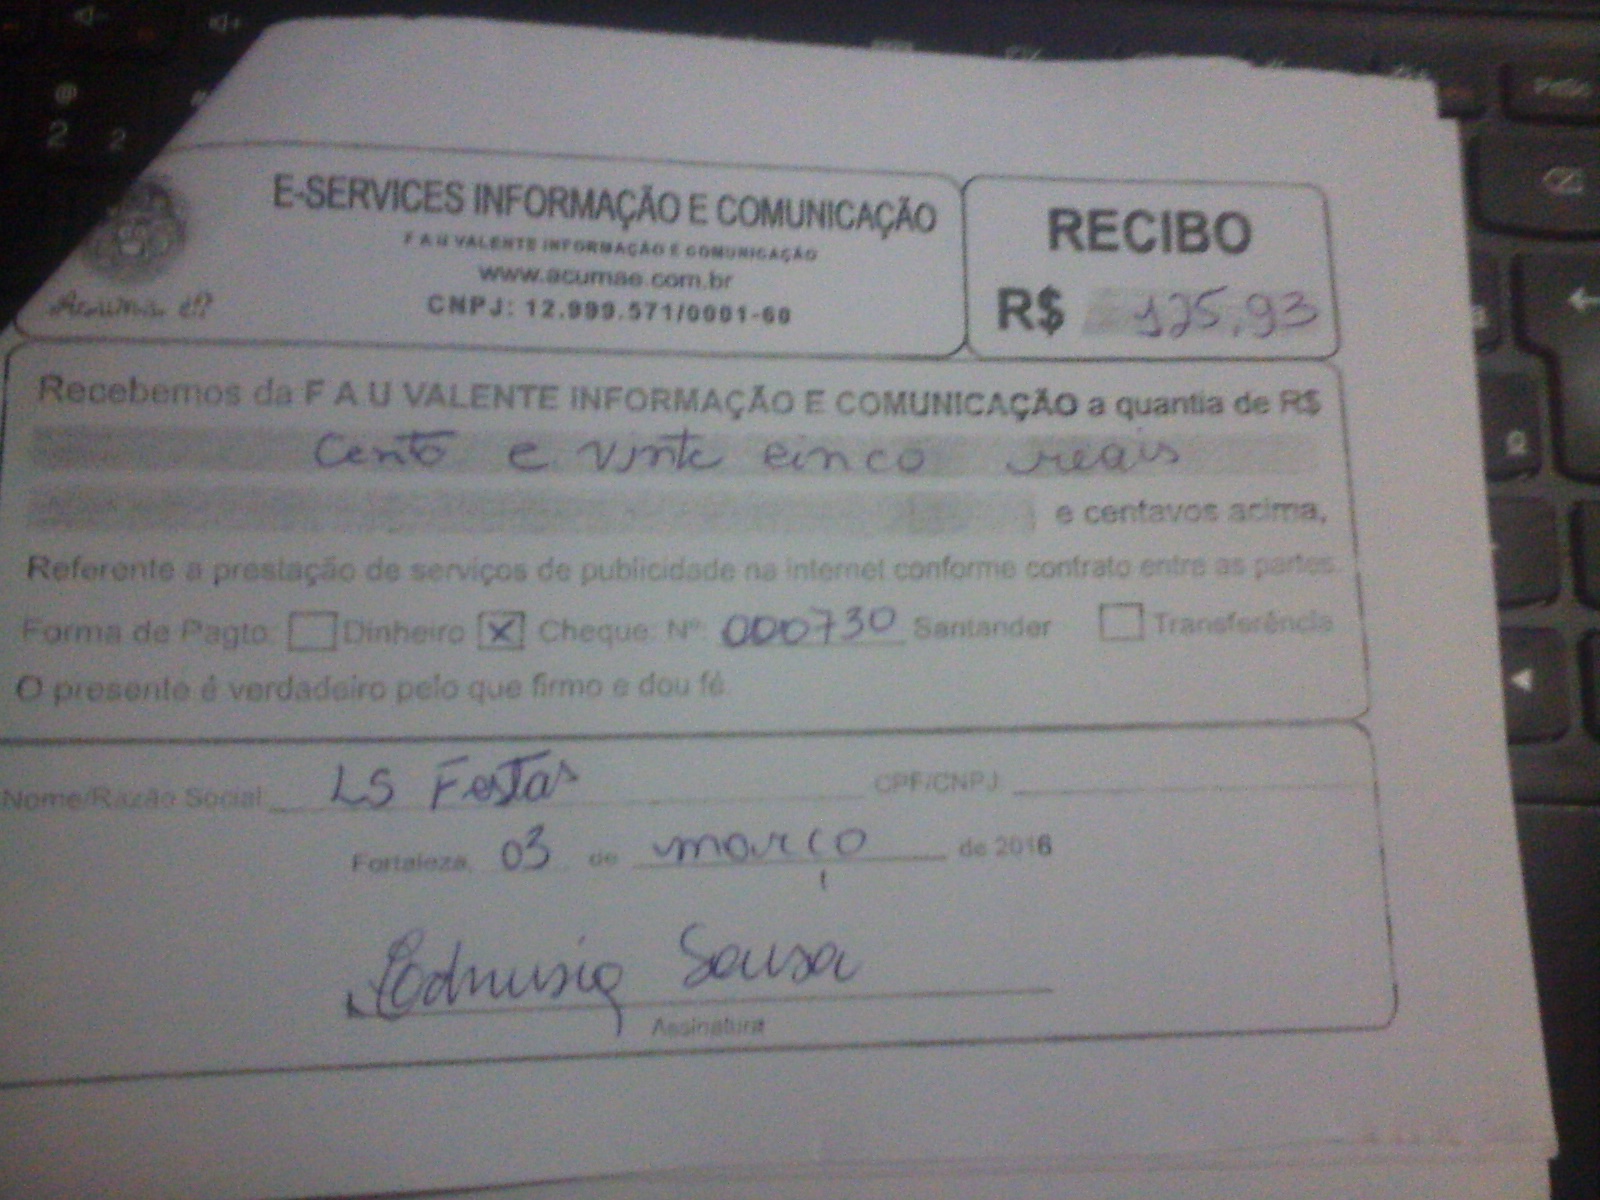 E-SERVICES INFORMAÇÃO E COMUNICAÇÃO
F A U VALENTE INFORMAÇÃO E COMUNICAÇÃO
www.acumae.com.br
CNPJ: 12.999.571/0001-60
RECIBO
R$ 125,93
Recebemos da F A U VALENTE INFORMAÇÃO E COMUNICAÇÃO a quantia de R$
Cento e vinte cinco reais
e centavos acima,
Referente a prestação de serviços de publicidade na internet conforme contrato entre as partes.
Forma de Pagto: Dinheiro X Cheque. Nº: 000730 Santander Transferência
O presente é verdadeiro pelo que firmo e dou fé.
Nome/Razão Social: LS Festas CPF/CNPJ
Fortaleza, 03 de março de 2016
Sousa
Assinatura